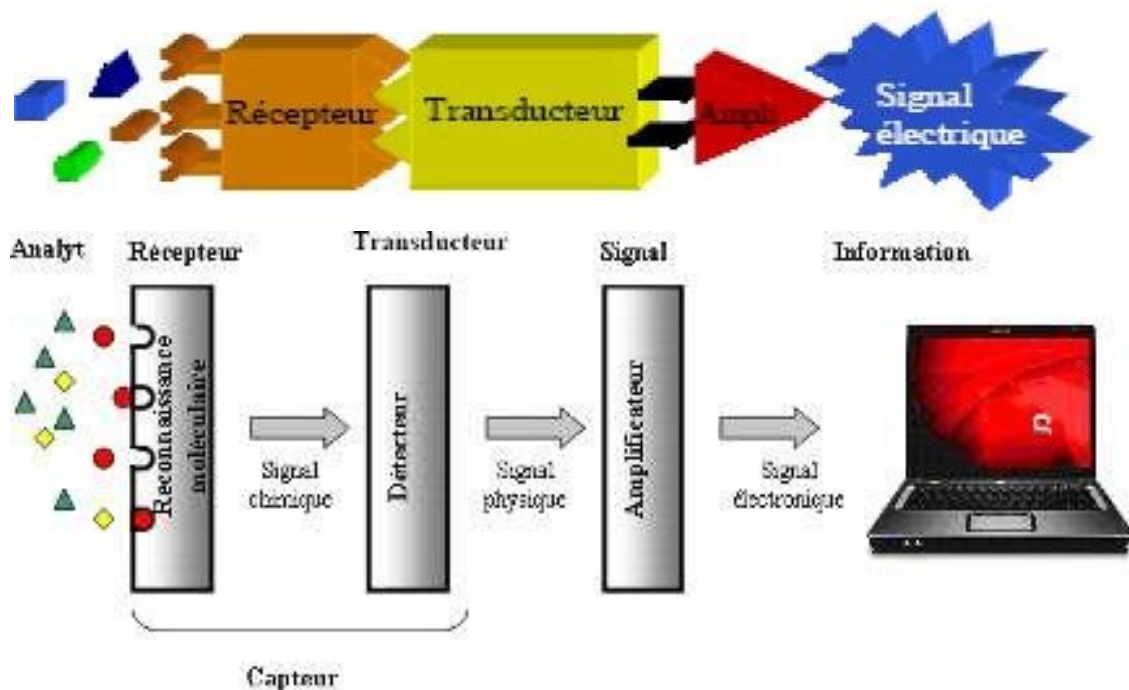 Récepteur
Transducteur
Ampli
Signal
électrique
Analyt
Récepteur
Transducteur
Signal
Information
Reconnaissance
moléculaire
Signal
chimique
Détecteur
Signal
physique
Amplificateur
Signal
électronique
Capteur